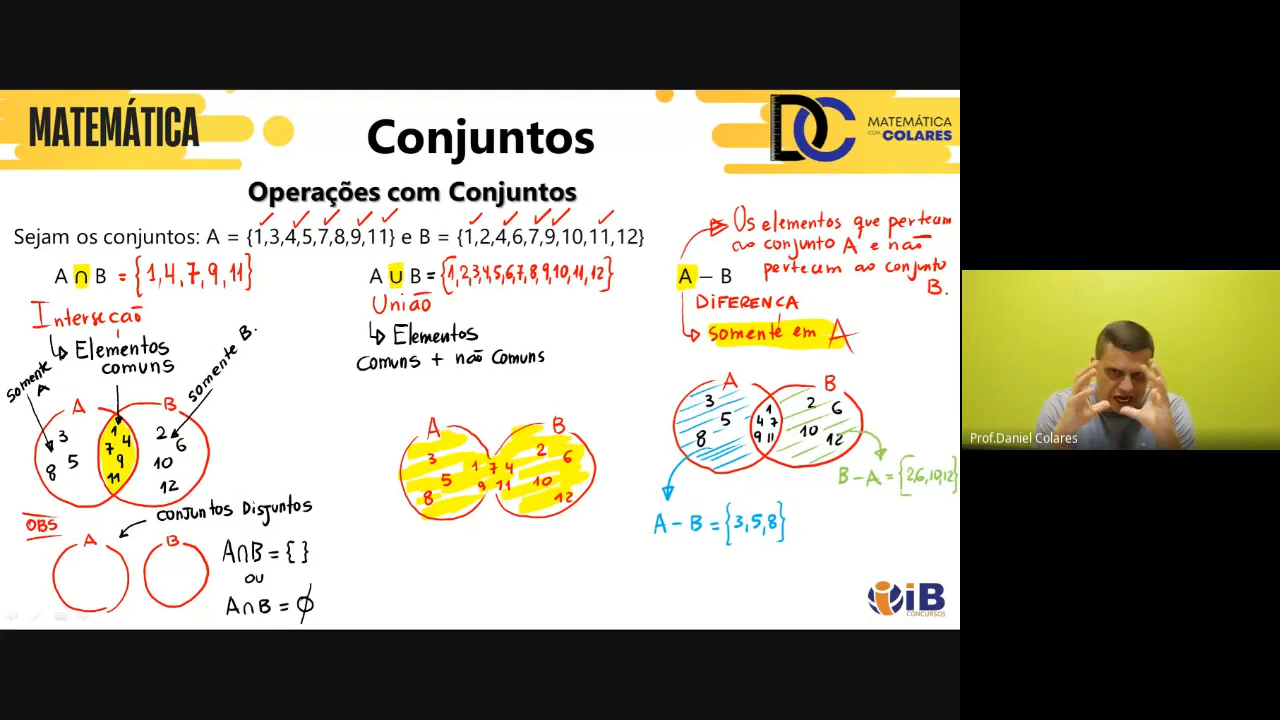 MATEMÁTICA
Conjuntos
DC
MATEMÁTICA
COM COLARES
Operações com Conjuntos
Sejam os conjuntos: A = {1,3,4,5,7,8,9,11} e B = {1,2,4,6,7,9,10,11,12}
A ∩ B = {1,4,7,9,11}
Interseção
↳ Elementos
comuns
somente
A
somente B.
A B
3 5 8
1 4 7 9 11
2 6 10 12
OBS
Conjuntos Disjuntos
A B
A∩B = { }
ou
A∩B = ∅
A ∪ B = {1,2,3,4,5,6,7,8,9,10,11,12}
União
↳ Elementos
comuns + não comuns
A B
3 5 8
1 7 4 9 11
2 6 10 12
Os elementos que pertecem
ao conjunto A e não
pertecem ao conjunto
B.
A – B
DIFERENÇA
somente em A
A B
3 5 8
1 4 7 9 11
2 6 10 12
B – A = {2,6,10,12}
A – B = {3,5,8}
iB
CONCURSOS
Prof.Daniel Colares